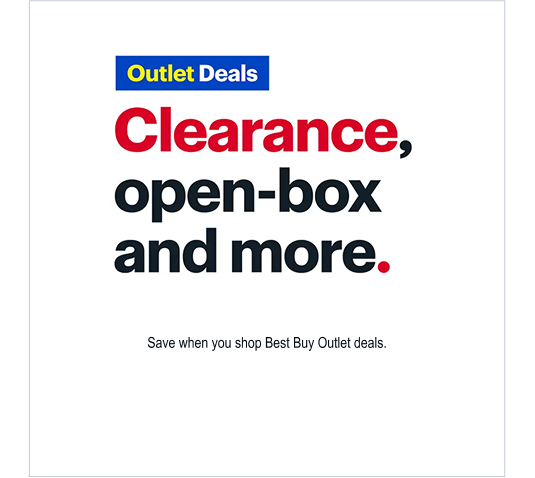 Outlet Deals
Clearance,
open-box
and more.
Save when you shop Best Buy Outlet deals.